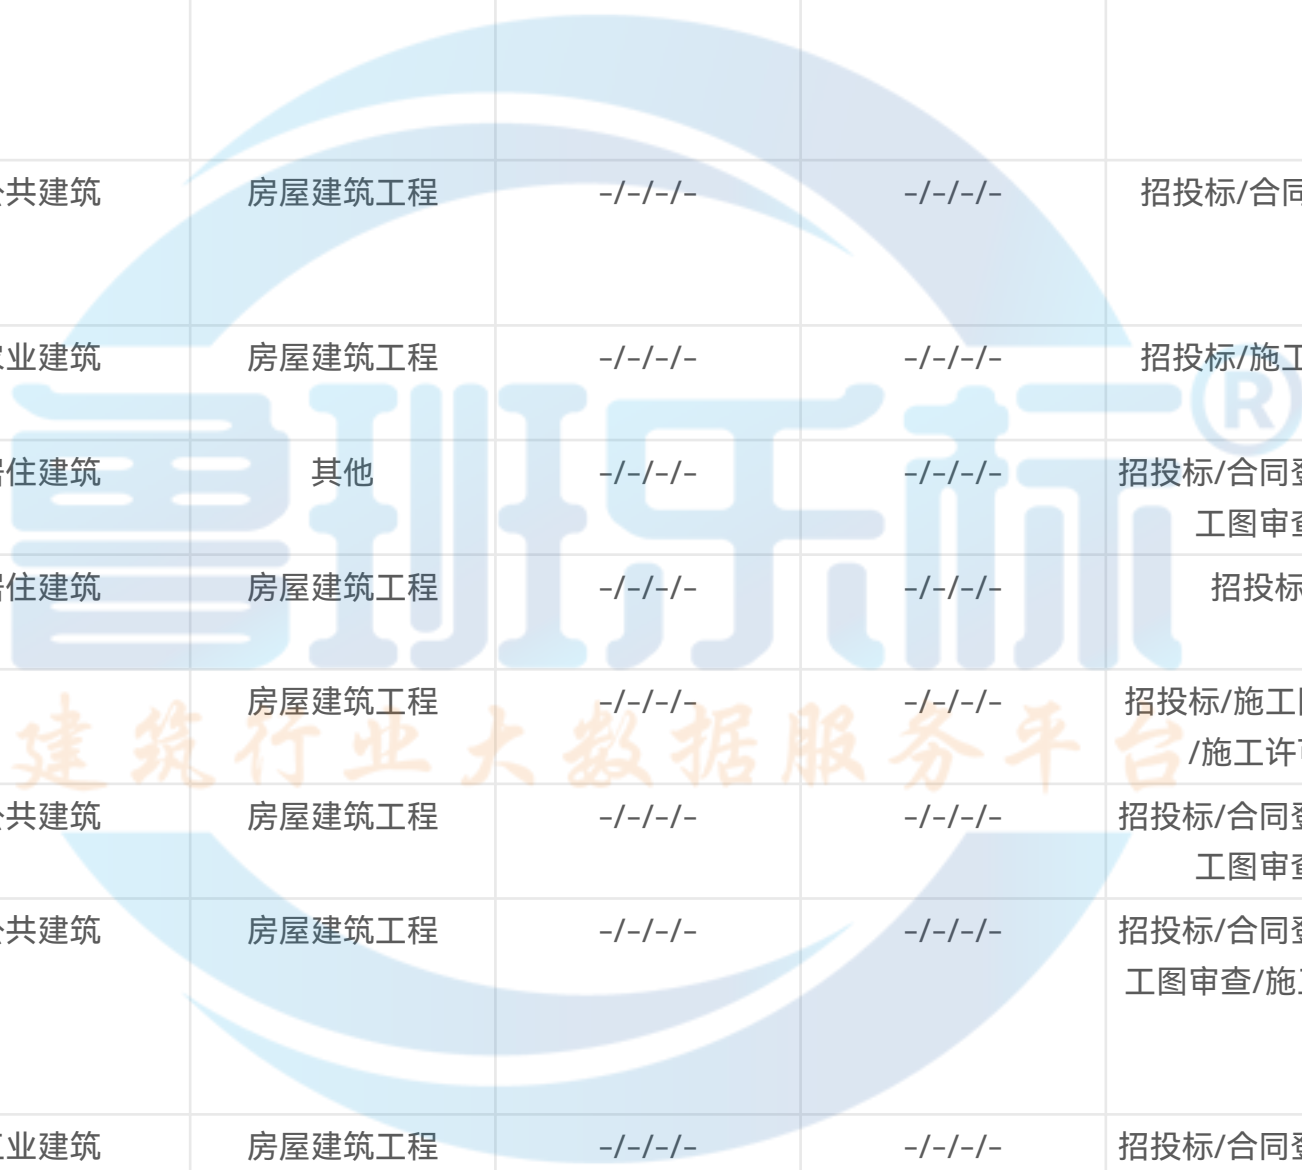 共建筑 房屋建筑工程 -/-/-/- -/-/-/- 招投标/合同
业建筑 房屋建筑工程 -/-/-/- -/-/-/- 招投标/施工
鲁班乐标®
住建筑 其他 -/-/-/- -/-/-/- 招投标/合同
工图审查
住建筑 房屋建筑工程 -/-/-/- -/-/-/- 招投标
房屋建筑工程 -/-/-/- -/-/-/- 招投标/施工
/施工许
建筑行业大数据服务平台
共建筑 房屋建筑工程 -/-/-/- -/-/-/- 招投标/合同
工图审
共建筑 房屋建筑工程 -/-/-/- -/-/-/- 招投标/合同
工图审查/施
业建筑 房屋建筑工程 -/-/-/- -/-/-/- 招投标/合同